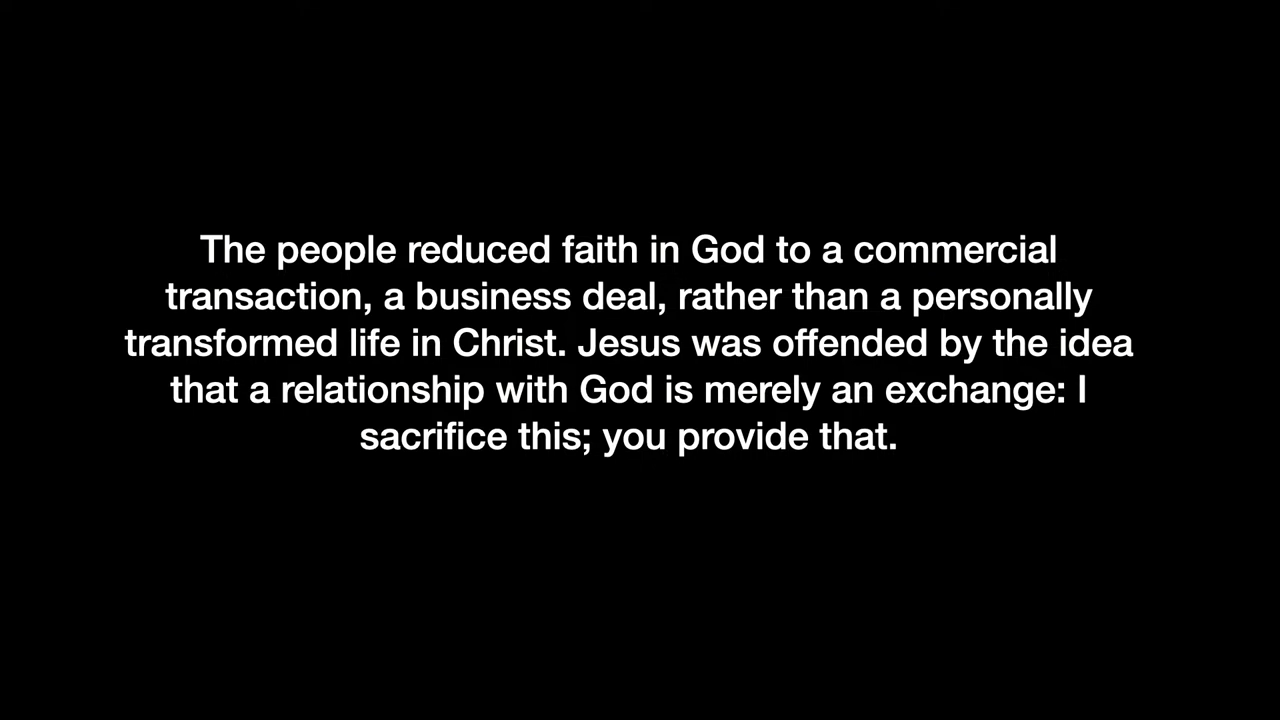 The people reduced faith in God to a commercial
transaction, a business deal, rather than a personally
transformed life in Christ. Jesus was offended by the idea
that a relationship with God is merely an exchange: I
sacrifice this; you provide that.